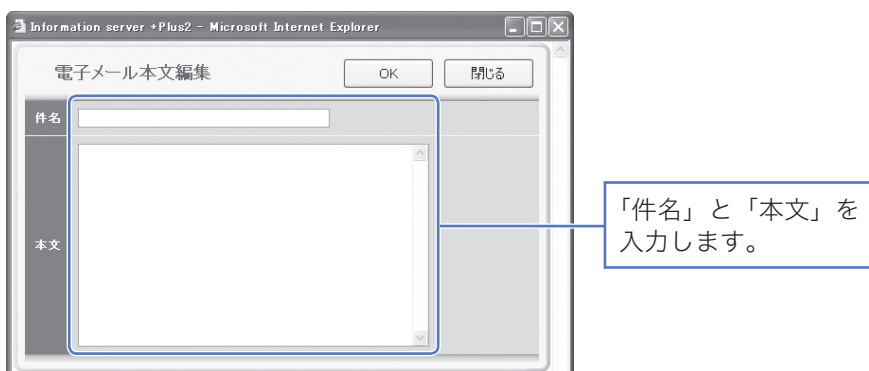 Information server +Plus2 - Microsoft Internet Explorer
電子メール本文編集
OK
閉じる
件名
本文
「件名」と「本文」を
入力します。